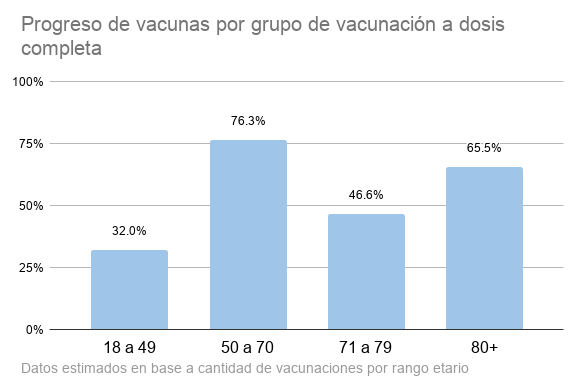 Progreso de vacunas por grupo de vacunación a dosis
completa
100%
75%
50%
25%
0%
32.0%
76.3%
46.6%
65.5%
18 a 49
50 a 70
71 a 79
80+
Datos estimados en base a cantidad de vacunaciones por rango etario